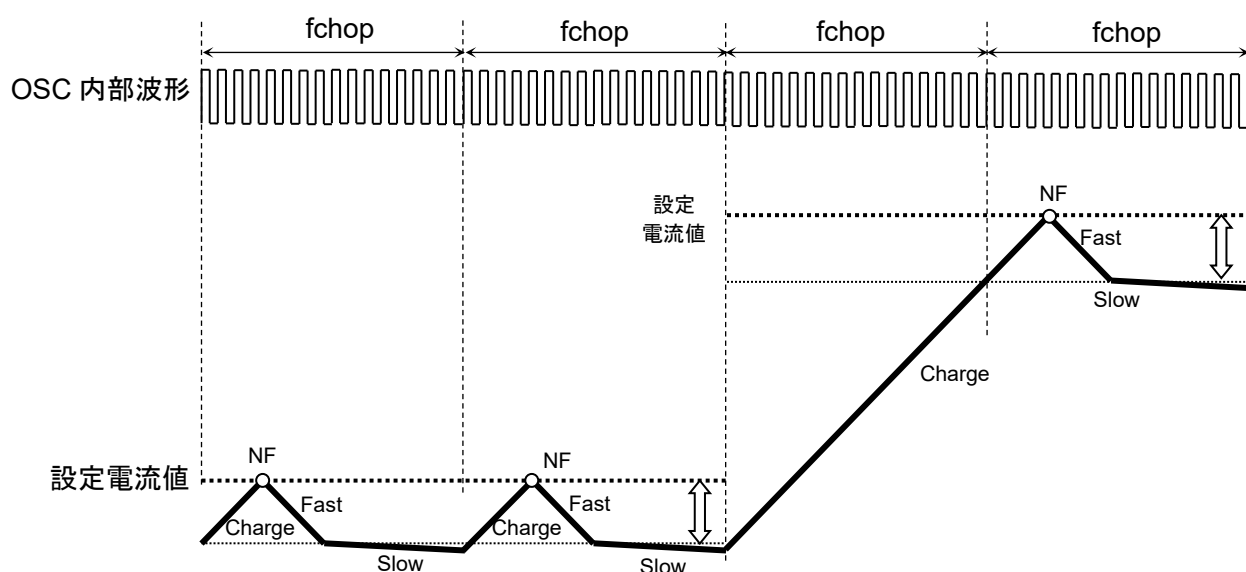 fchop fchop fchop fchop
OSC 内部波形
設定
電流値
NF
Fast
Slow
Charge
設定電流値
NF
Fast
Charge
Slow
NF
Fast
Charge
Slow